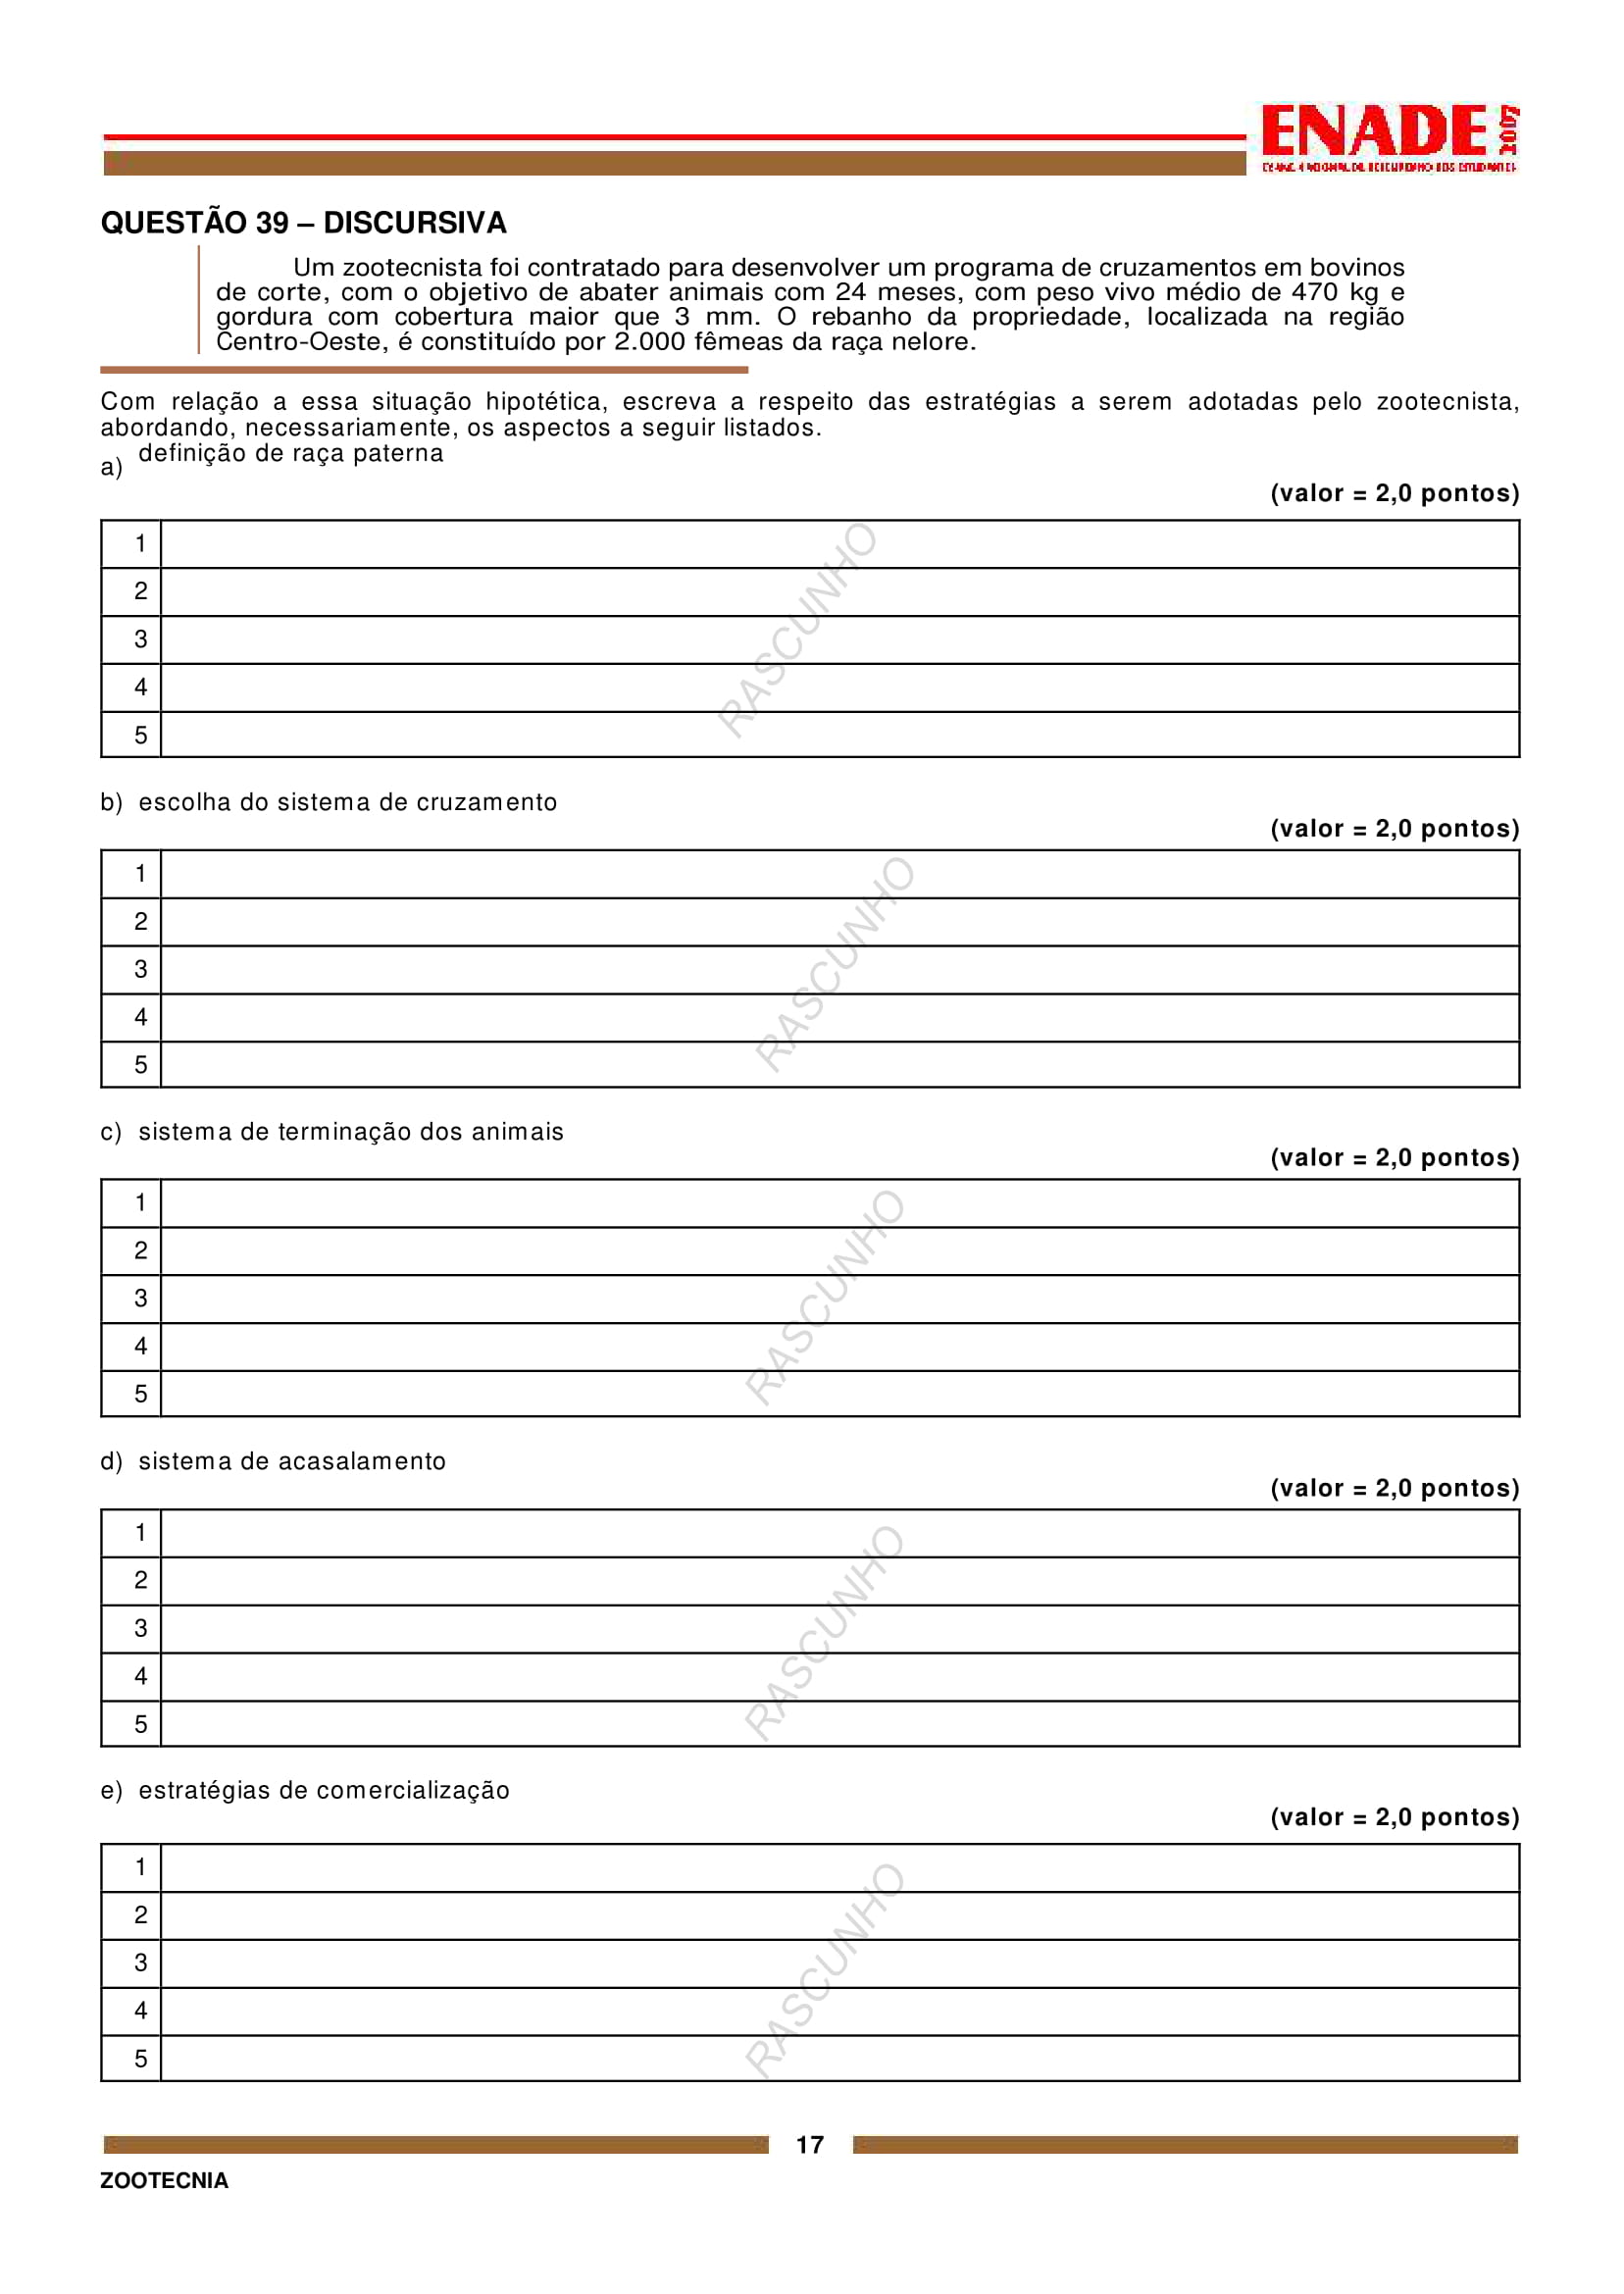 ENADE 2007
QUESTÃO 39 – DISCURSIVA
Um zootecnista foi contratado para desenvolver um programa de cruzamentos em bovinos
de corte, com o objetivo de abater animais com 24 meses, com peso vivo médio de 470 kg e
gordura com cobertura maior que 3 mm. O rebanho da propriedade, localizada na região
Centro-Oeste, é constituído por 2.000 fêmeas da raça nelore.
Com relação a essa situação hipotética, escreva a respeito das estratégias a serem adotadas pelo zootecnista,
abordando, necessariamente, os aspectos a seguir listados.
a) definição de raça paterna
(valor = 2,0 pontos)
1
2
3
4
5
RASCUNHO
b) escolha do sistema de cruzamento
(valor = 2,0 pontos)
1
2
3
4
5
RASCUNHO
c) sistema de terminação dos animais
(valor = 2,0 pontos)
1
2
3
4
5
RASCUNHO
d) sistema de acasalamento
(valor = 2,0 pontos)
1
2
3
4
5
RASCUNHO
e) estratégias de comercialização
(valor = 2,0 pontos)
1
2
3
4
5
RASCUNHO
17
ZOOTECNIA